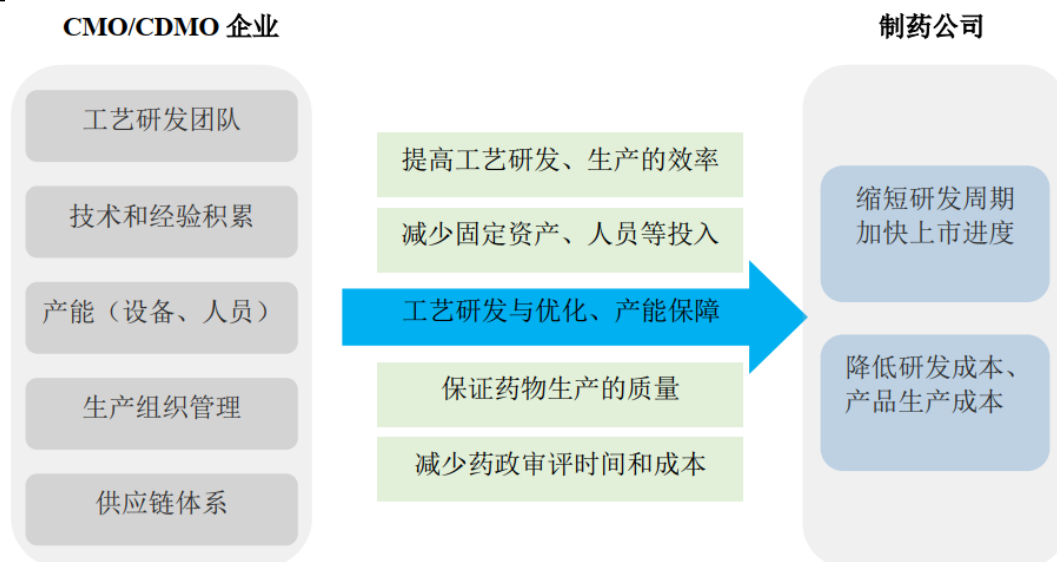 CMO/CDMO 企业
制药公司
工艺研发团队
技术和经验积累
产能（设备、人员）
生产组织管理
供应链体系
提高工艺研发、生产的效率
减少固定资产、人员等投入
工艺研发与优化、产能保障
保证药物生产的质量
减少药政审评时间和成本
缩短研发周期
加快上市进度
降低研发成本、
产品生产成本